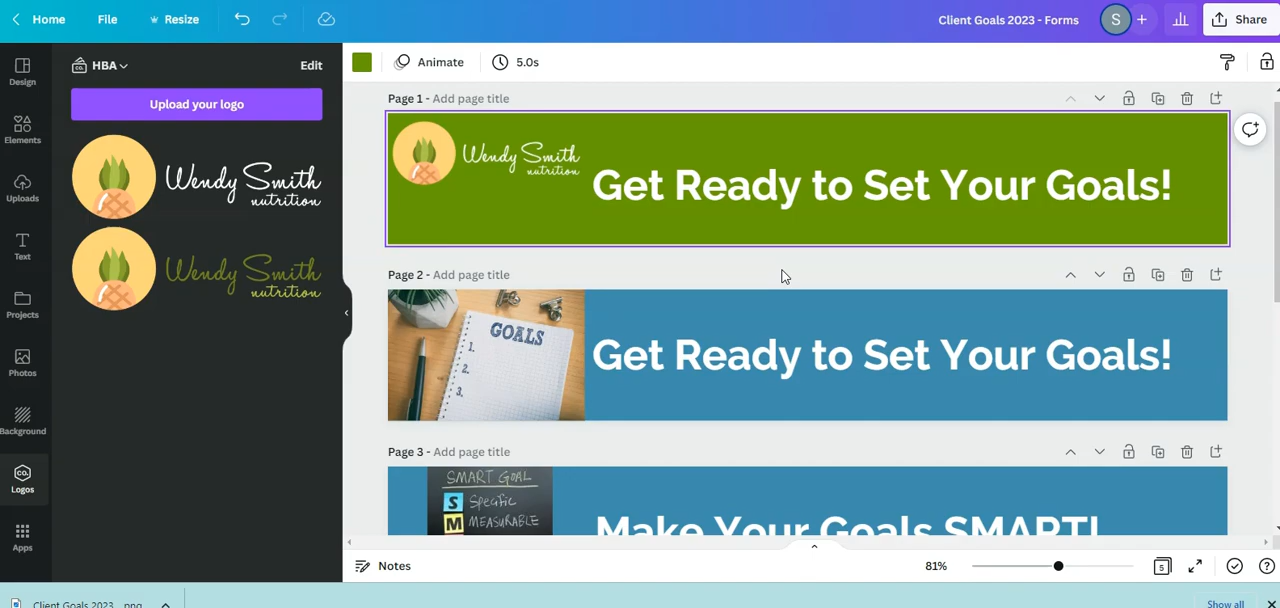 Home
File
Resize
Client Goals 2023 - Forms
S
Share
Design
Elements
Uploads
Text
Projects
Photos
Background
co.
Logos
Apps
co.
HBA
Edit
Upload your logo
Wendy Smith
nutrition
Wendy Smith
nutrition
Animate
5.0s
Page 1 - Add page title
Wendy Smith
nutrition
Get Ready to Set Your Goals!
Page 2 - Add page title
GOALS
1.
2.
3.
Get Ready to Set Your Goals!
Page 3 - Add page title
SMART GOAL
S Specific
M MEASURABLE
Make Your Goals SMART!
Notes
81%
5
Client Goals 2023....png
Show all